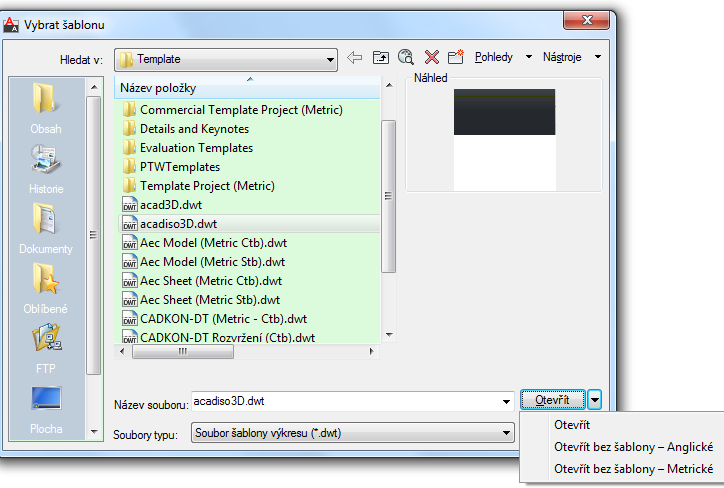 Vybrat šablonu
Hledat v: Template Pohledy Nástroje
Název položky
Náhled
Commercial Template Project (Metric)
Details and Keynotes
Evaluation Templates
PTWTemplates
Template Project (Metric)
acad3D.dwt
acadiso3D.dwt
Aec Model (Metric Ctb).dwt
Aec Model (Metric Stb).dwt
Aec Sheet (Metric Ctb).dwt
Aec Sheet (Metric Stb).dwt
CADKON-DT (Metric - Ctb).dwt
CADKON-DT Rozvržení (Ctb).dwt
Obsah
Historie
Dokumenty
Oblíbené
FTP
Plocha
Název souboru: acadiso3D.dwt Otevřít
Soubory typu: Soubor šablony výkresu (*.dwt)
Otevřít
Otevřít bez šablony – Anglické
Otevřít bez šablony – Metrické